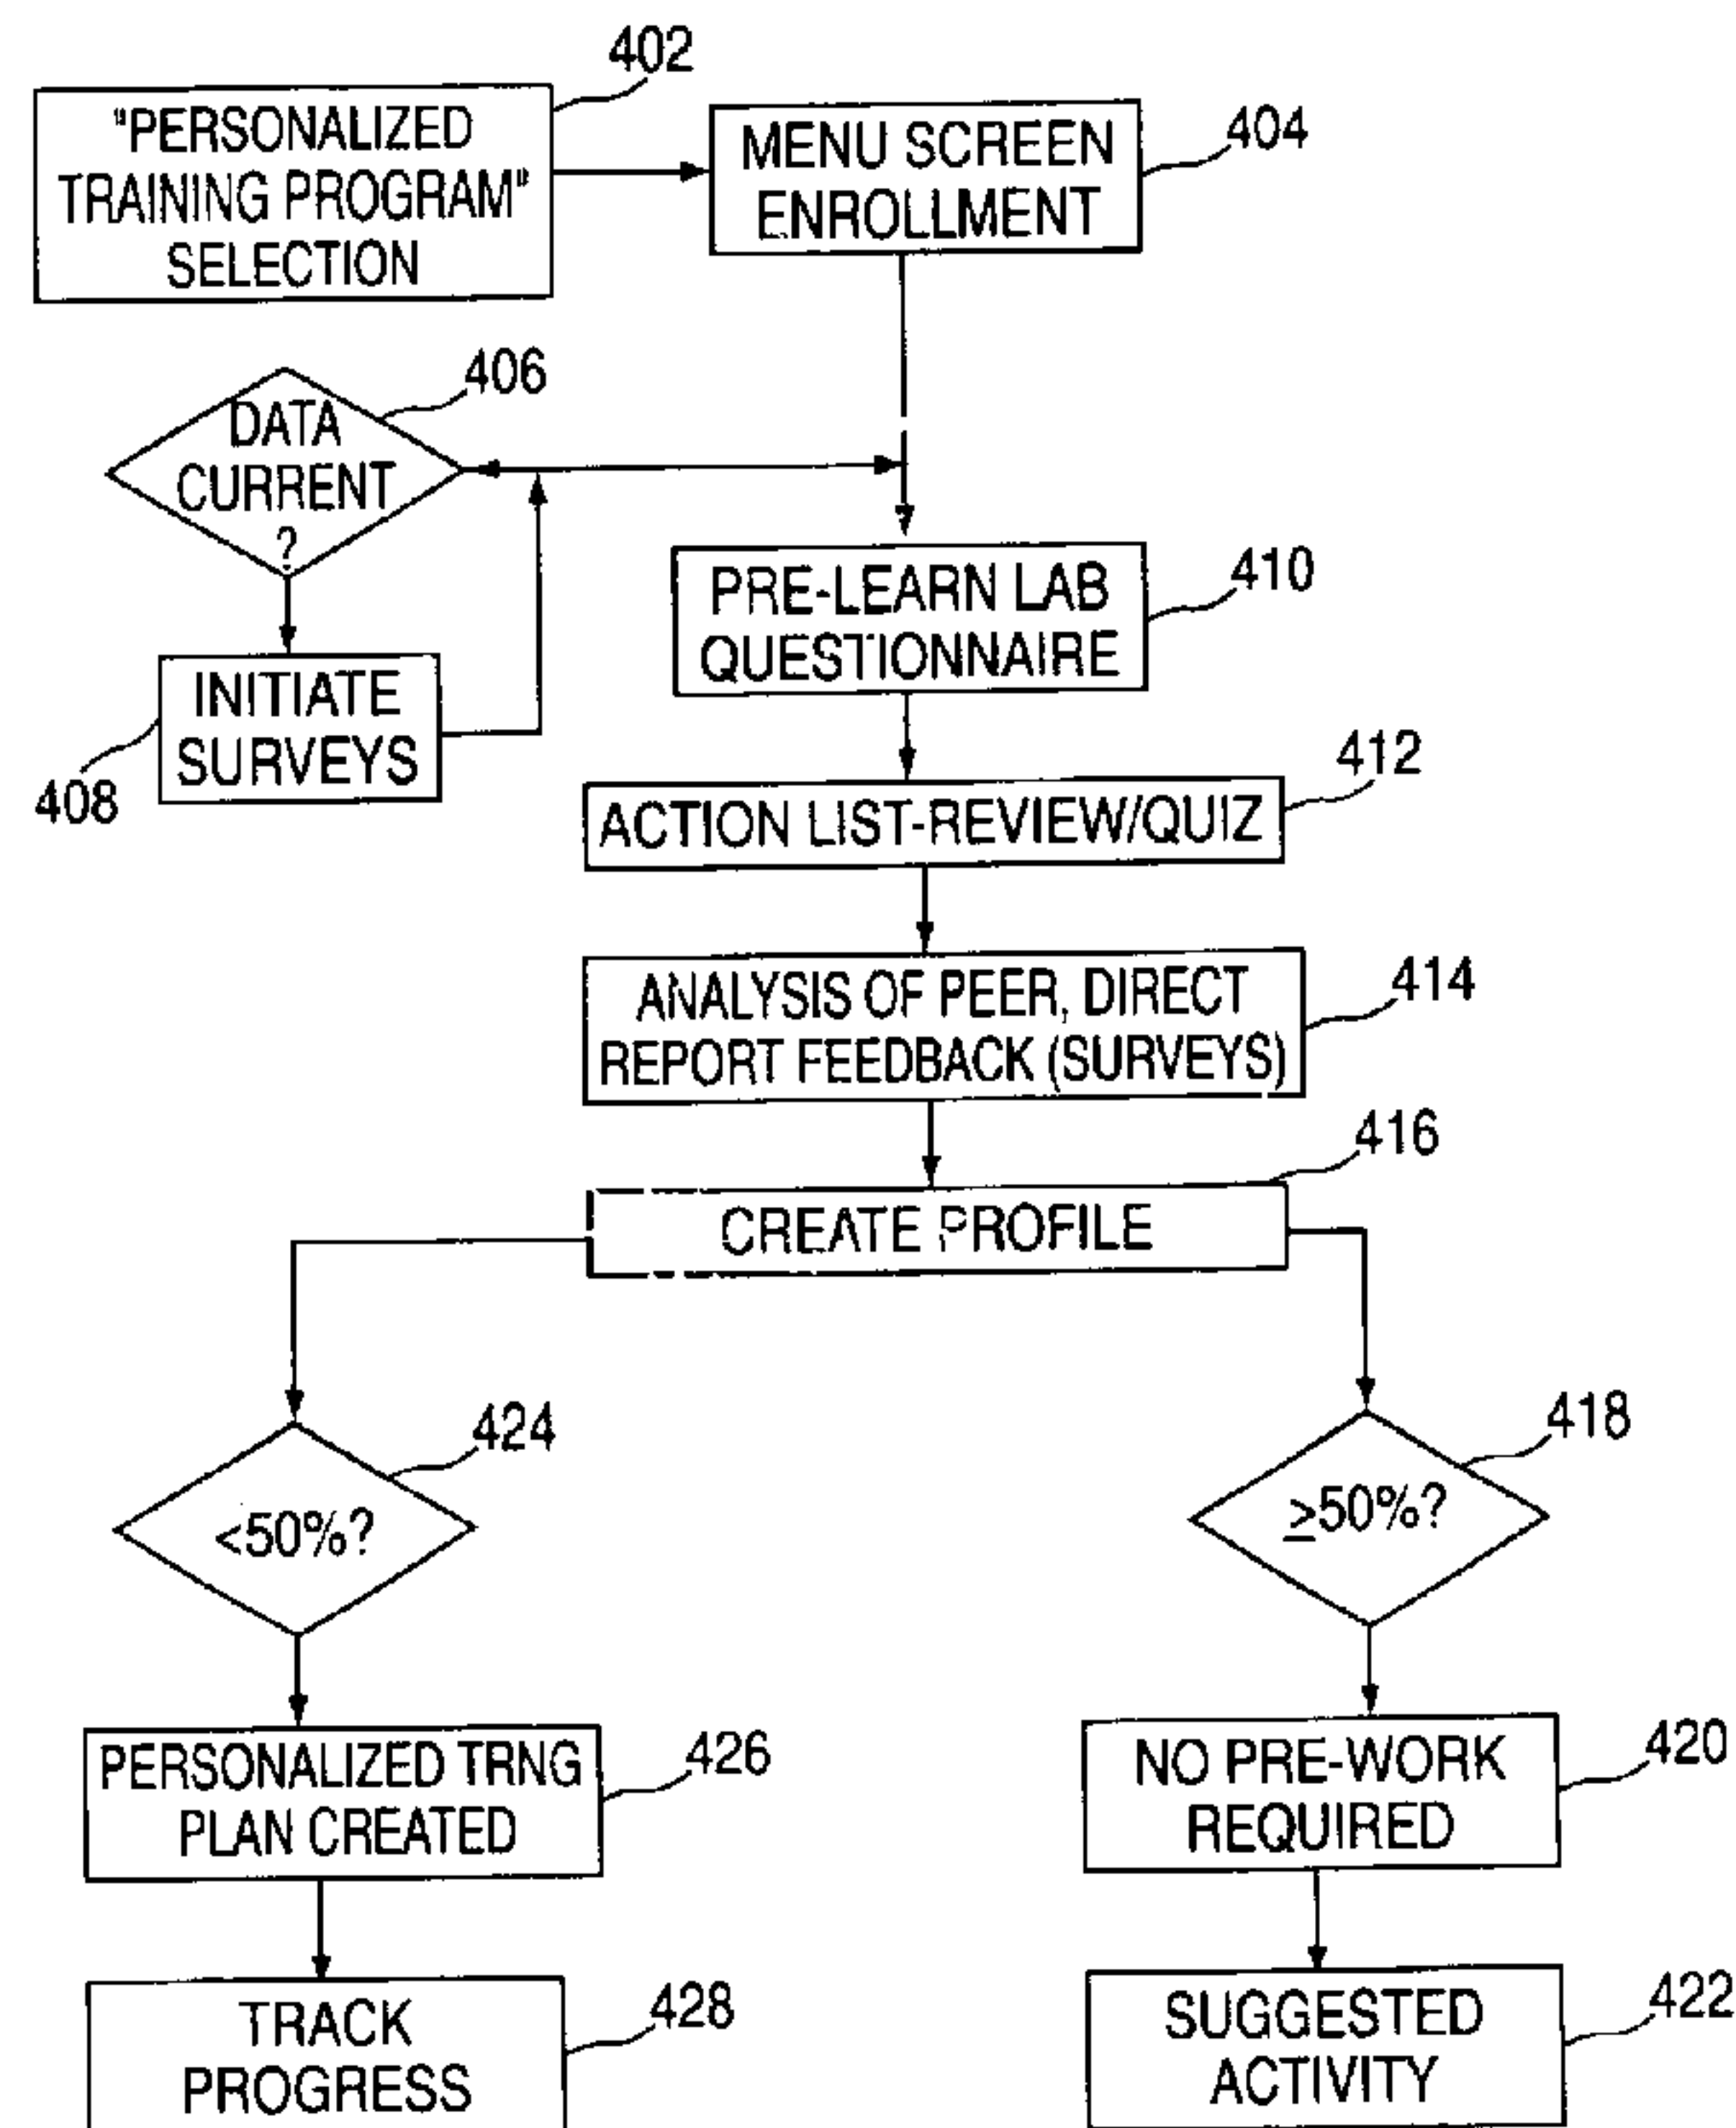 402
"PERSONALIZED
TRAINING PROGRAM"
SELECTION
MENU SCREEN
ENROLLMENT
404
406
DATA
CURRENT
?
INITIATE
SURVEYS
408
PRE-LEARN LAB
QUESTIONNAIRE
410
412
ACTION LIST-REVIEW/QUIZ
ANALYSIS OF PEER, DIRECT
REPORT FEEDBACK (SURVEYS)
414
416
CREATE PROFILE
424
<50%?
418
≥50%?
PERSONALIZED TRNG
PLAN CREATED
426
NO PRE-WORK
REQUIRED
420
TRACK
PROGRESS
428
SUGGESTED
ACTIVITY
422